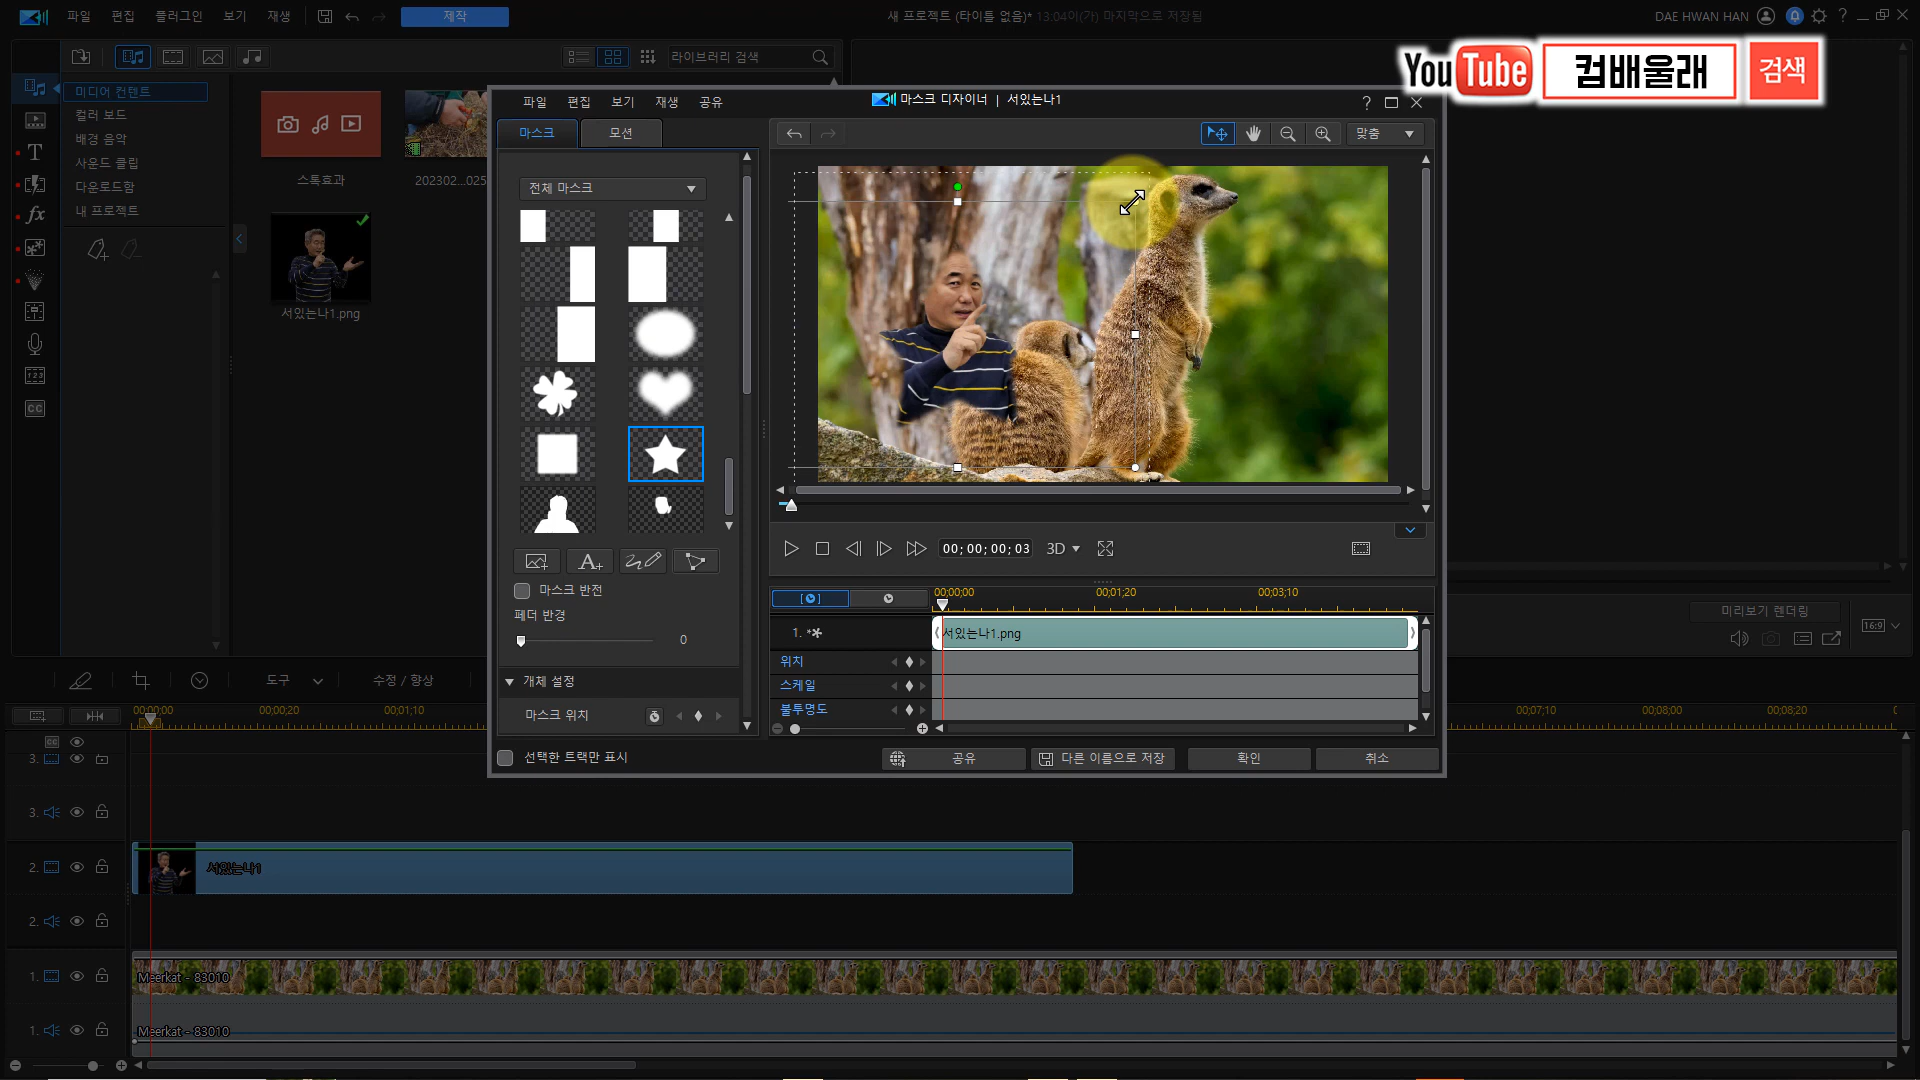 파일 편집 플러그인 보기 재생 제작 새 프로젝트 (타이틀 없음)* 13:04이(가) 마지막으로 저장됨 DAE HWAN HAN
라이브러리 검색
YouTube 컴배울래 검색
미디어 컨텐트
컬러 보드
배경 음악
사운드 클립
다운로드함
내 프로젝트
스톡효과
202302...025
서있는나1.png
파일 편집 보기 재생 공유 마스크 디자이너 | 서있는나1
마스크 모션
맞춤
전체 마스크
마스크 반전
페더 반경
0
개체 설정
마스크 위치
선택한 트랙만 표시
00;00;00;03 3D
00;00;00 00;01;20 00;03;10
1. 서있는나1.png
위치
스케일
불투명도
공유 다른 이름으로 저장 확인 취소
미리보기 렌더링
16:9
T
fx
CC
도구 수정 / 향상
00;00;00 00;00;20 00;01;10 00;07;10 00;08;00 00;08;20
CC
3.
3.
2. 서있는나1
2.
1. Meerkat - 83010
1. Meerkat - 83010